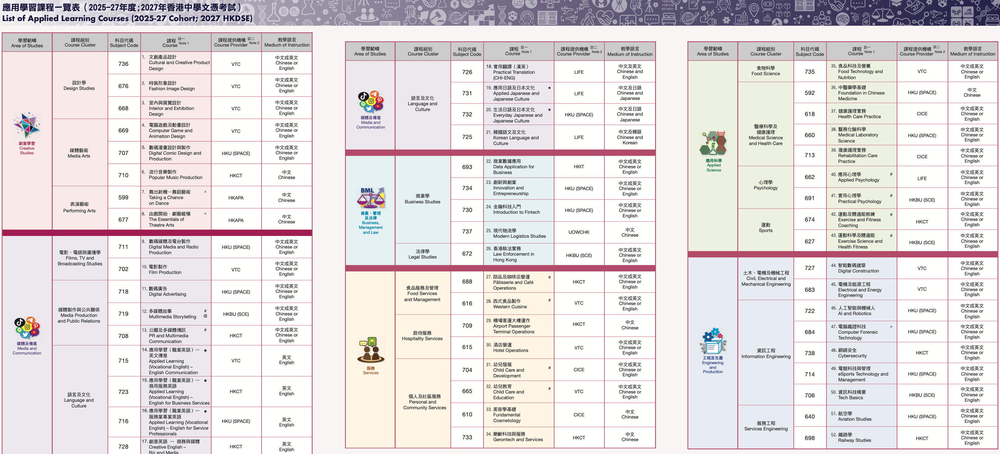 應用學習課程一覽表（2025-27年度；2027年香港中學文憑考試）
List of Applied Learning Courses (2025-27 Cohort; 2027 HKDSE)
學習範疇
Area of Studies
課程組別
Course Cluster
科目代碼
Subject Code
課程 註一
Course Note 1
課程提供機構 註二
Course Provider Note 2
教學語言
Medium of Instruction
創意學習
Creative
Studies
設計學
Design Studies
736
1. 文創產品設計
Cultural and Creative Product
Design
VTC
中文或英文
Chinese or
English
676
2. 時裝形象設計
Fashion Image Design
VTC
中文或英文
Chinese or
English
668
3. 室內與展覽設計
Interior and Exhibition
Design
VTC
中文或英文
Chinese or
English
媒體藝術
Media Arts
669
4. 電腦遊戲及動畫設計
Computer Game and
Animation Design
VTC
中文或英文
Chinese or
English
707
5. 數碼漫畫設計與製作
Digital Comic Design and
Production
HKU (SPACE)
中文或英文
Chinese or
English
710
6. 流行音樂製作
Popular Music Production
HKCT
中文
Chinese
表演藝術
Performing Arts
599
7. 舞出新機－舞蹈藝術 ^
Taking a Chance
on Dance
HKAPA
中文
Chinese
677
8. 由戲開始．劇藝縱橫 ^
The Essentials of
Theatre Arts
HKAPA
中文
Chinese
媒體及傳意
Media and
Communication
電影、電視與廣播學
Films, TV and
Broadcasting Studies
711
9. 數碼媒體及電台製作
Digital Media and Radio
Production
HKU (SPACE)
中文或英文
Chinese or
English
702
10. 電影製作
Film Production
VTC
中文或英文
Chinese or
English
媒體製作與公共關係
Media Production
and Public Relations
718
11. 數碼廣告
Digital Advertising
HKU (SPACE)
中文或英文
Chinese or
English
719
12. 多媒體故事 #
Multimedia Storytelling @
HKBU (SCE)
中文或英文
Chinese or
English
708
13. 公關及多媒體傳訊 #
PR and Multimedia
Communication
HKCT
中文或英文
Chinese or
English
語言及文化
Language and
Culture
715
14. 應用學習（職業英語）— ✸
英文傳意
Applied Learning
(Vocational English) –
English Communication
VTC
英文
English
723
15. 應用學習（職業英語）— ✸
商用服務英語
Applied Learning
(Vocational English) –
English for Business Services
HKCT
英文
English
716
16. 應用學習（職業英語）— ✸
服務業專業英語
Applied Learning (Vocational
English) – English for Service
Professionals
HKU (SPACE)
英文
English
728
17. 創意英語 — 商務與媒體
Creative English –
Biz and Media
HKCT
英文
English
學習範疇
Area of Studies
課程組別
Course Cluster
科目代碼
Subject Code
課程 註一
Course Note 1
課程提供機構 註二
Course Provider Note 2
教學語言
Medium of Instruction
媒體及傳意
Media and
Communication
語言及文化
Language and
Culture
726
18. 實用翻譯（漢英）
Practical Translation
(CHI-ENG)
LIFE
中文及英文
Chinese and
English
731
19. 應用日語及日本文化 ★
Applied Japanese and
Japanese Culture
LIFE
中文及日語
Chinese and
Japanese
732
20. 生活日語及日本文化 ★
Everyday Japanese and
Japanese Culture
HKU (SPACE)
中文及日語
Chinese and
Japanese
725
21. 韓國語文及文化
Korean Language and
Culture
LIFE
中文及韓語
Chinese and
Korean
BML
商業、管理
及法律
Business,
Management
and Law
商業學
Business Studies
693
22. 商業數據應用
Data Application for
Business
HKIT
中文或英文
Chinese or
English
734
23. 創新與創業
Innovation and
Entrepreneurship
HKU (SPACE)
中文或英文
Chinese or
English
730
24. 金融科技入門
Introduction to Fintech
HKU (SPACE)
中文或英文
Chinese or
English
737
25. 現代物流學
Modern Logistics Studies
UOWCHK
中文
Chinese
法律學
Legal Studies
672
26. 香港執法實務
Law Enforcement in
Hong Kong
HKBU (SCE)
中文或英文
Chinese or
English
服務
Services
食品服務及管理
Food Services
and Management
688
27. 甜品及咖啡店營運 #
Pâtisserie and Café
Operations
HKCT
中文或英文
Chinese or
English
616
28. 西式食品製作 #
Western Cuisine
VTC
中文或英文
Chinese or
English
款待服務
Hospitality Services
709
29. 機場客運大樓運作
Airport Passenger
Terminal Operations
HKCT
中文
Chinese
615
30. 酒店營運
Hotel Operations
VTC
中文或英文
Chinese or
English
個人及社區服務
Personal and
Community Services
704
31. 幼兒發展 #
Child Care and
Development
CICE
中文或英文
Chinese or
English
665
32. 幼兒教育 #
Child Care and
Education
VTC
中文或英文
Chinese or
English
610
33. 美容學基礎
Fundamental
Cosmetology
CICE
中文
Chinese
733
34. 樂齡科技與服務
Gerontech and Services
HKCT
中文
Chinese
學習範疇
Area of Studies
課程組別
Course Cluster
科目代碼
Subject Code
課程 註一
Course Note 1
課程提供機構 註二
Course Provider Note 2
教學語言
Medium of Instruction
應用科學
Applied
Science
食物科學
Food Science
735
35. 食品科技及營養
Food Technology and
Nutrition
VTC
中文或英文
Chinese or
English
醫療科學及
健康護理
Medical Science
and Health Care
592
36. 中醫藥學基礎
Foundation in Chinese
Medicine
HKU (SPACE)
中文
Chinese
618
37. 健康護理實務
Health Care Practice
CICE
中文或英文
Chinese or
English
660
38. 醫務化驗科學
Medical Laboratory
Science
HKU (SPACE)
中文或英文
Chinese or
English
713
39. 復康護理實務
Rehabilitation Care
Practice
CICE
中文或英文
Chinese or
English
心理學
Psychology
662
40. 應用心理學 #
Applied Psychology
LIFE
中文或英文
Chinese or
English
691
41. 實用心理學 #
Practical Psychology
HKBU (SCE)
中文或英文
Chinese or
English
運動
Sports
674
42. 運動及體適能教練 #
Exercise and Fitness
Coaching
HKCT
中文或英文
Chinese or
English
627
43. 運動科學及體適能 #
Exercise Science and
Health Fitness
HKBU (SCE)
中文或英文
Chinese or
English
工程及生產
Engineering
and
Production
土木、電機及機械工程
Civil, Electrical and
Mechanical Engineering
727
44. 智能數碼建築
Digital Construction
VTC
中文或英文
Chinese or
English
683
45. 電機及能源工程
Electrical and Energy
Engineering
VTC
中文或英文
Chinese or
English
資訊工程
Information Engineering
722
46. 人工智能與機械人
AI and Robotics
HKU (SPACE)
中文或英文
Chinese or
English
684
47. 電腦鑑證科技 ^
Computer Forensic
Technology
HKU (SPACE)
中文或英文
Chinese or
English
738
48. 網絡安全
Cybersecurity
HKCT
中文或英文
Chinese or
English
714
49. 電競科技與管理
eSports Technology and
Management
HKU (SPACE)
中文或英文
Chinese or
English
706
50. 資訊科技精要
Tech Basics
HKBU (SCE)
中文或英文
Chinese or
English
服務工程
Services Engineering
640
51. 航空學
Aviation Studies
HKU (SPACE)
中文或英文
Chinese or
English
698
52. 鐵路學
Railway Studies
HKCT
中文或英文
Chinese or
English